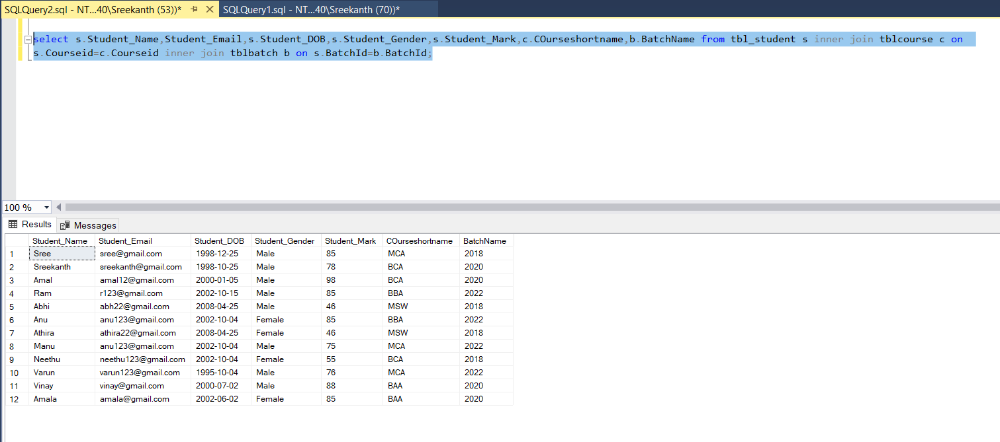 SQLQuery2.sql - NT...40\Sreekanth (53))* SQLQuery1.sql - NT...40\Sreekanth (70))*
select s.Student_Name,Student_Email,s.Student_DOB,s.Student_Gender,s.Student_Mark,c.COurseshortname,b.BatchName from tbl_student s inner join tblcourse c on
s.Courseid=c.Courseid inner join tblbatch b on s.BatchId=b.BatchId;
100 %
Results Messages
Student_Name Student_Email Student_DOB Student_Gender Student_Mark COurseshortname BatchName
1 Sree sree@gmail.com 1998-12-25 Male 85 MCA 2018
2 Sreekanth sreekanth@gmail.com 1998-10-25 Male 78 BCA 2020
3 Amal amal12@gmail.com 2000-01-05 Male 98 BCA 2020
4 Ram r123@gmail.com 2002-10-15 Male 85 BBA 2022
5 Abhi abh22@gmail.com 2008-04-25 Male 46 MSW 2018
6 Anu anu123@gmail.com 2002-10-04 Female 85 BBA 2022
7 Athira athira22@gmail.com 2008-04-25 Female 46 MSW 2018
8 Manu anu123@gmail.com 2002-10-04 Male 75 MCA 2022
9 Neethu neethu123@gmail.com 2002-10-04 Female 55 BCA 2018
10 Varun varun123@gmail.com 1995-10-04 Male 76 MCA 2022
11 Vinay vinay@gmail.com 2000-07-02 Male 88 BAA 2020
12 Amala amala@gmail.com 2002-06-02 Female 85 BAA 2020